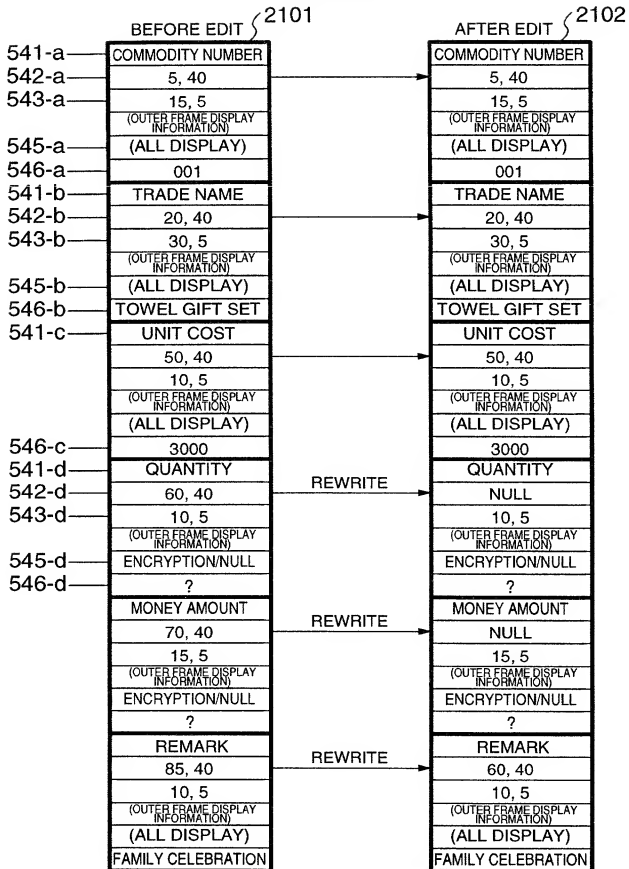 BEFORE EDIT 2101 AFTER EDIT 2102
541-a COMMODITY NUMBER COMMODITY NUMBER
542-a 5, 40 5, 40
543-a 15, 5 15, 5
(OUTER FRAME DISPLAY INFORMATION) (OUTER FRAME DISPLAY INFORMATION)
545-a (ALL DISPLAY) (ALL DISPLAY)
546-a 001 001
541-b TRADE NAME TRADE NAME
542-b 20, 40 20, 40
543-b 30, 5 30, 5
(OUTER FRAME DISPLAY INFORMATION) (OUTER FRAME DISPLAY INFORMATION)
545-b (ALL DISPLAY) (ALL DISPLAY)
546-b TOWEL GIFT SET TOWEL GIFT SET
541-c UNIT COST UNIT COST
50, 40 50, 40
10, 5 10, 5
(OUTER FRAME DISPLAY INFORMATION) (OUTER FRAME DISPLAY INFORMATION)
(ALL DISPLAY) (ALL DISPLAY)
546-c 3000 3000
541-d QUANTITY QUANTITY
542-d 60, 40 REWRITE NULL
543-d 10, 5 10, 5
(OUTER FRAME DISPLAY INFORMATION) (OUTER FRAME DISPLAY INFORMATION)
545-d ENCRYPTION/NULL ENCRYPTION/NULL
546-d ? ?
MONEY AMOUNT MONEY AMOUNT
70, 40 REWRITE NULL
15, 5 15, 5
(OUTER FRAME DISPLAY INFORMATION) (OUTER FRAME DISPLAY INFORMATION)
ENCRYPTION/NULL ENCRYPTION/NULL
? ?
REMARK REMARK
85, 40 REWRITE 60, 40
10, 5 10, 5
(OUTER FRAME DISPLAY INFORMATION) (OUTER FRAME DISPLAY INFORMATION)
(ALL DISPLAY) (ALL DISPLAY)
FAMILY CELEBRATION FAMILY CELEBRATION